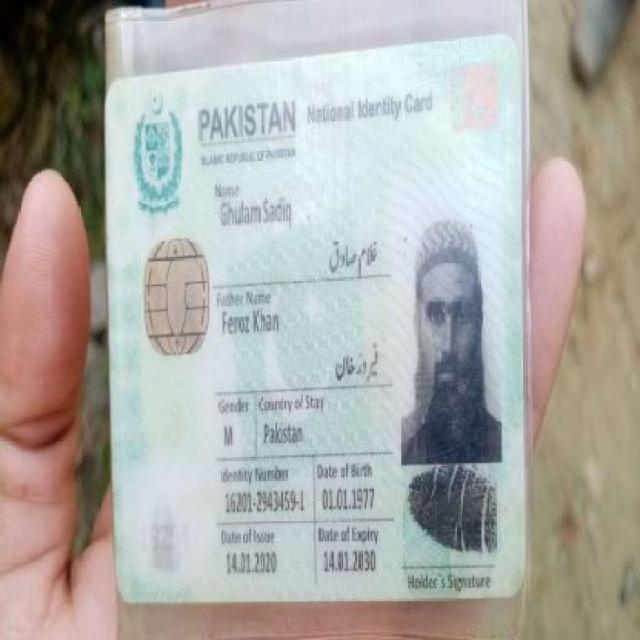 PAKISTAN National Identity Card
ISLAMIC REPUBLIC OF PAKISTAN
Name
Ghulam Sadiq
غلام صادق
Father Name
Feroz Khan
فیروز خان
Gender Country of Stay
M Pakistan
Identity Number Date of Birth
16201-2943459-1 01.01.1977
Date of Issue Date of Expiry
14.01.2020 14.01.2030
Holder's Signature